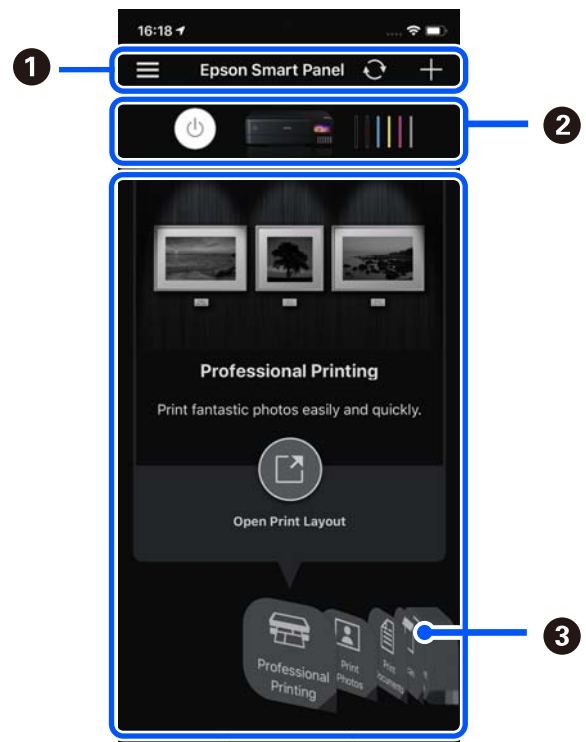 16:18
1
Epson Smart Panel
2
Professional Printing
Print fantastic photos easily and quickly.
Open Print Layout
3
Professional
Printing
Print
Photos
Print
Documents